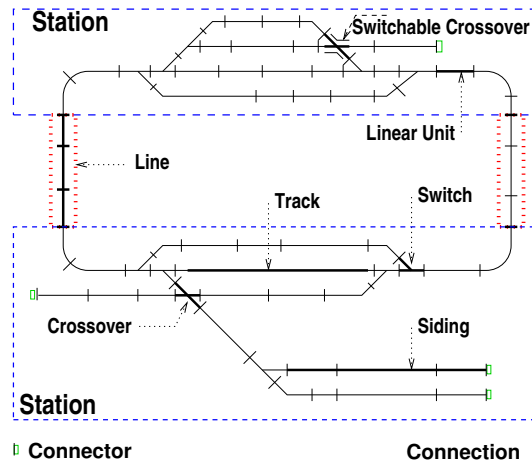 Station
Switchable Crossover
Linear Unit
Line
Track
Switch
Crossover
Siding
Station
Connector
Connection